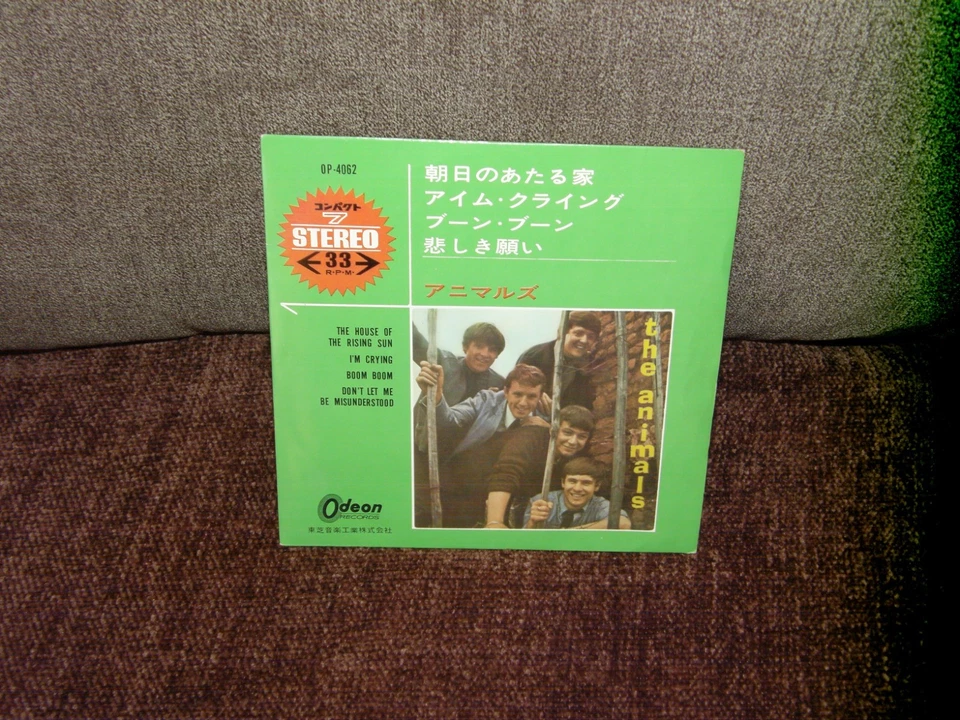 OP-4062
コンパクト
7
STEREO
33
R·P·M·
朝日のあたる家
アイム・クライング
ブーン・ブーン
悲しき願い
アニマルズ
THE HOUSE OF
THE RISING SUN
I'M CRYING
BOOM BOOM
DON'T LET ME
BE MISUNDERSTOOD
the animals
Odeon
RECORDS
東芝音楽工業株式会社